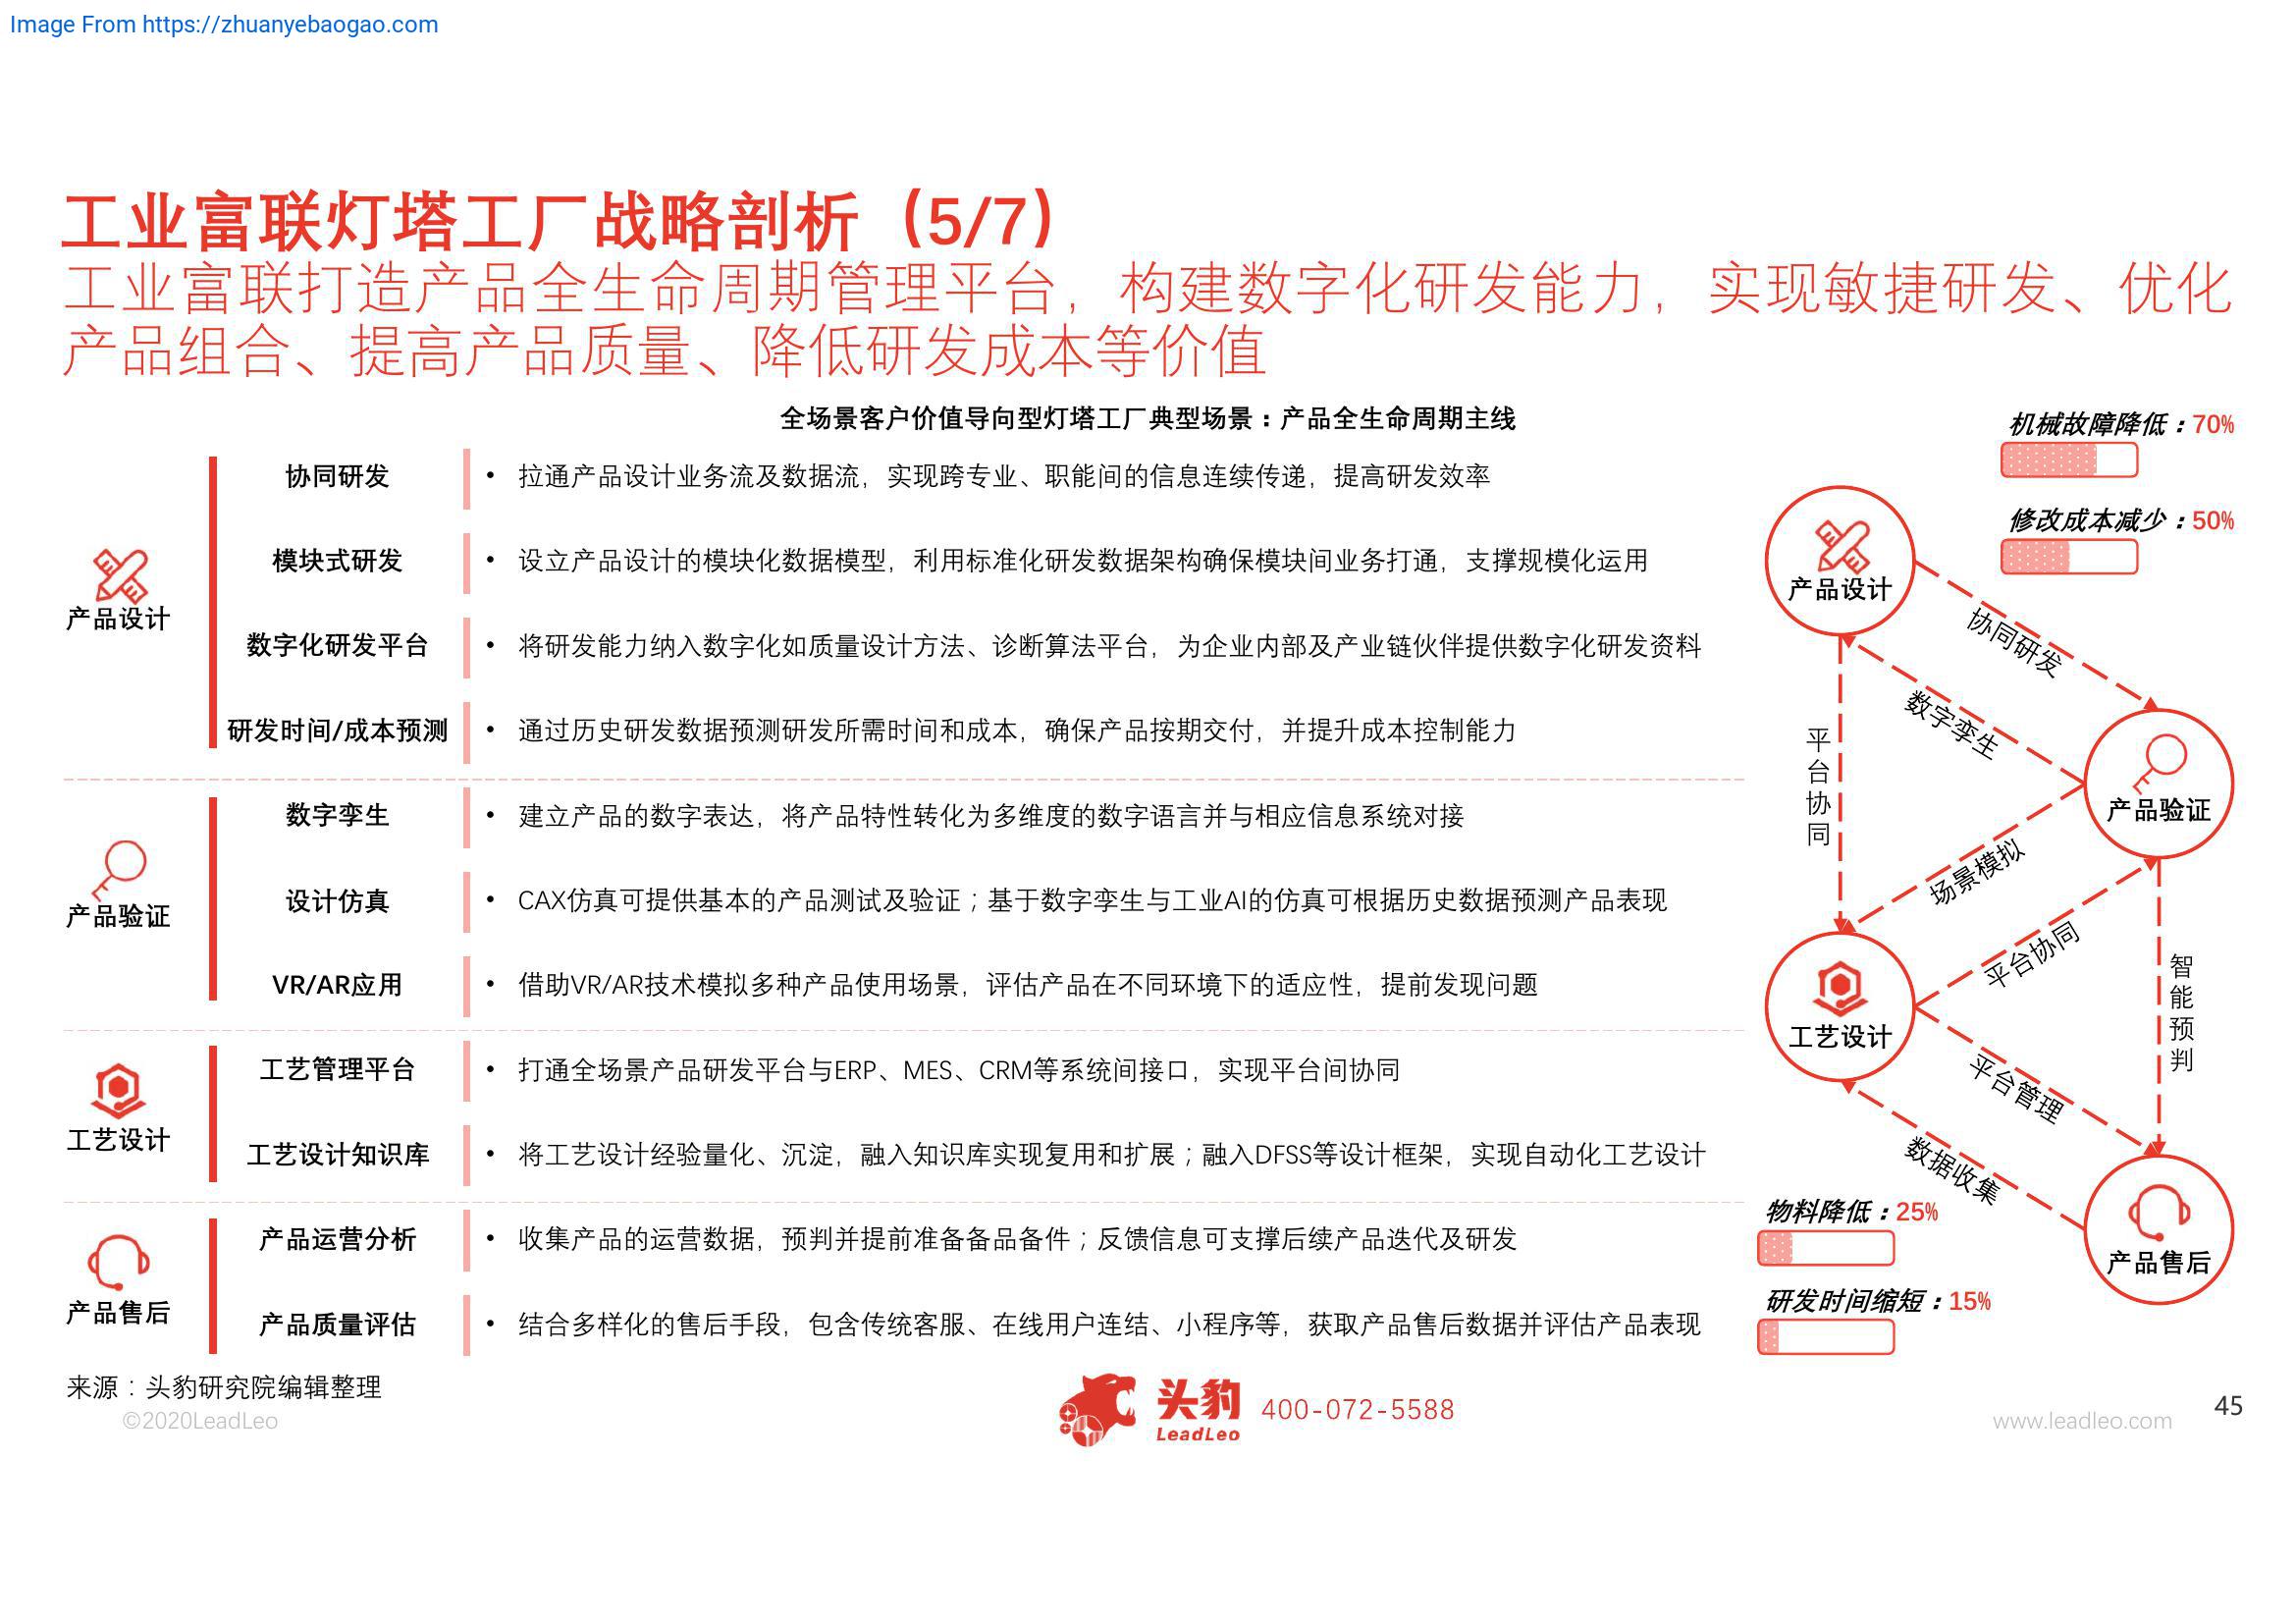 Image From https://zhuanyebaogao.com
工业富联灯塔工厂战略剖析（5/7）
工业富联打造产品全生命周期管理平台，构建数字化研发能力，实现敏捷研发、优化
产品组合、提高产品质量、降低研发成本等价值
全场景客户价值导向型灯塔工厂典型场景：产品全生命周期主线
产品设计
协同研发
• 拉通产品设计业务流及数据流，实现跨专业、职能间的信息连续传递，提高研发效率
模块式研发
• 设立产品设计的模块化数据模型，利用标准化研发数据架构确保模块间业务打通，支撑规模化运用
数字化研发平台
• 将研发能力纳入数字化如质量设计方法、诊断算法平台，为企业内部及产业链伙伴提供数字化研发资料
研发时间/成本预测
• 通过历史研发数据预测研发所需时间和成本，确保产品按期交付，并提升成本控制能力
产品验证
数字孪生
• 建立产品的数字表达，将产品特性转化为多维度的数字语言并与相应信息系统对接
设计仿真
• CAX仿真可提供基本的产品测试及验证；基于数字孪生与工业AI的仿真可根据历史数据预测产品表现
VR/AR应用
• 借助VR/AR技术模拟多种产品使用场景，评估产品在不同环境下的适应性，提前发现问题
工艺设计
工艺管理平台
• 打通全场景产品研发平台与ERP、MES、CRM等系统间接口，实现平台间协同
工艺设计知识库
• 将工艺设计经验量化、沉淀，融入知识库实现复用和扩展；融入DFSS等设计框架，实现自动化工艺设计
产品售后
产品运营分析
• 收集产品的运营数据，预判并提前准备备品备件；反馈信息可支撑后续产品迭代及研发
产品质量评估
• 结合多样化的售后手段，包含传统客服、在线用户连结、小程序等，获取产品售后数据并评估产品表现
机械故障降低：70%
修改成本减少：50%
产品设计
协同研发
数字孪生
平台协同
产品验证
场景模拟
平台协同
智能预判
工艺设计
平台管理
数据收集
产品售后
物料降低：25%
研发时间缩短：15%
来源：头豹研究院编辑整理
©2020LeadLeo
头豹
LeadLeo
400-072-5588
www.leadleo.com
45